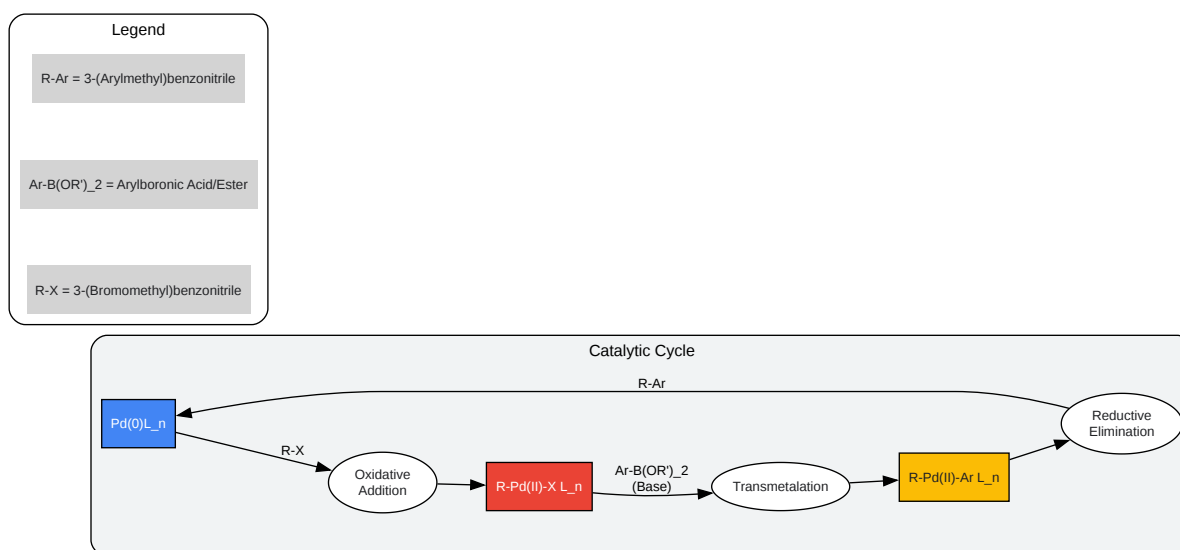 Legend
R-Ar = 3-(Arylmethyl)benzonitrile
Ar-B(OR')_2 = Arylboronic Acid/Ester
R-X = 3-(Bromomethyl)benzonitrile
Catalytic Cycle
R-Ar
Pd(0)L_n
R-X
Oxidative
Addition
R-Pd(II)-X L_n
Ar-B(OR')_2
(Base)
Transmetalation
R-Pd(II)-Ar L_n
Reductive
Elimination